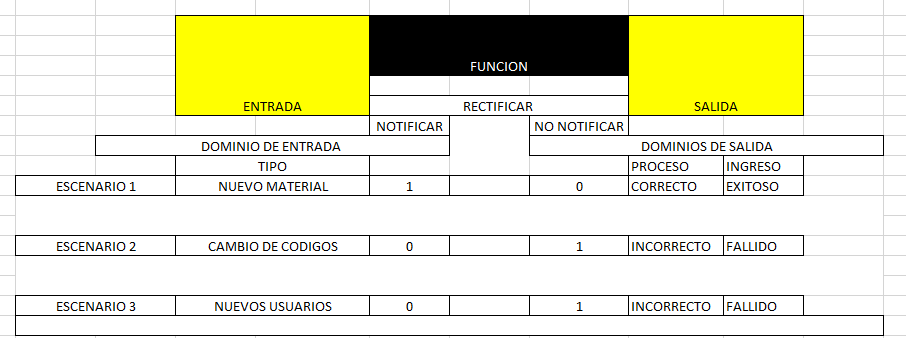 FUNCION
ENTRADA RECTIFICAR SALIDA
NOTIFICAR NO NOTIFICAR
DOMINIO DE ENTRADA DOMINIOS DE SALIDA
TIPO PROCESO INGRESO
ESCENARIO 1 NUEVO MATERIAL 1 0 CORRECTO EXITOSO
ESCENARIO 2 CAMBIO DE CODIGOS 0 1 INCORRECTO FALLIDO
ESCENARIO 3 NUEVOS USUARIOS 0 1 INCORRECTO FALLIDO